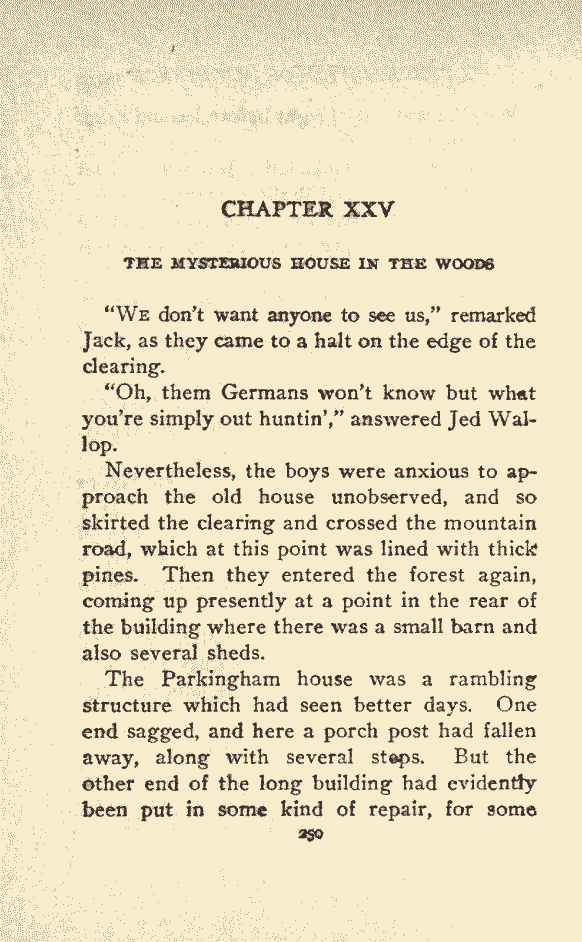 CHAPTER XXV
THE MYSTERIOUS HOUSE IN THE WOODS
"WE don't want anyone to see us," remarked
Jack, as they came to a halt on the edge of the
clearing.
"Oh, them Germans won't know but what
you're simply out huntin'," answered Jed Wal-
lop.
Nevertheless, the boys were anxious to ap-
proach the old house unobserved, and so
skirted the clearing and crossed the mountain
road, which at this point was lined with thick
pines. Then they entered the forest again,
coming up presently at a point in the rear of
the building where there was a small barn and
also several sheds.
The Parkingham house was a rambling
structure which had seen better days. One
end sagged, and here a porch post had fallen
away, along with several steps. But the
other end of the long building had evidently
been put in some kind of repair, for some
250